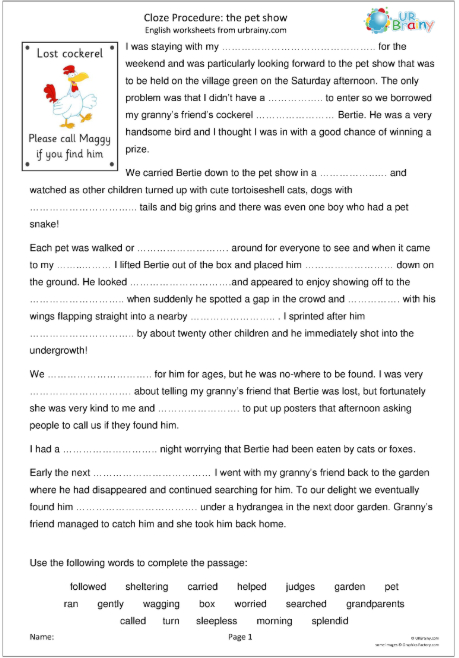 Cloze Procedure: the pet show
English worksheets from urbrainy.com
UR
Brainy
Lost cockerel
Please call Maggy
if you find him
I was staying with my …………………………………………. for the
weekend and was particularly looking forward to the pet show that was
to be held on the village green on the Saturday afternoon. The only
problem was that I didn't have a …………….. to enter so we borrowed
my granny's friend's cockerel …………………… Bertie. He was a very
handsome bird and I thought I was in with a good chance of winning a
prize.
We carried Bertie down to the pet show in a ………………… and
watched as other children turned up with cute tortoiseshell cats, dogs with
…………………………… tails and big grins and there was even one boy who had a pet
snake!
Each pet was walked or ………………………. around for everyone to see and when it came
to my ……………… I lifted Bertie out of the box and placed him ……………………… down on
the ground. He looked ………………………….and appeared to enjoy showing off to the
……………………….. when suddenly he spotted a gap in the crowd and ……………. with his
wings flapping straight into a nearby …………………….. . I sprinted after him
………………………….. by about twenty other children and he immediately shot into the
undergrowth!
We ………………………….. for him for ages, but he was no-where to be found. I was very
…………………………. about telling my granny's friend that Bertie was lost, but fortunately
she was very kind to me and ……………………. to put up posters that afternoon asking
people to call us if they found him.
I had a ……………………….. night worrying that Bertie had been eaten by cats or foxes.
Early the next ……………………………… I went with my granny's friend back to the garden
where he had disappeared and continued searching for him. To our delight we eventually
found him ………………………………. under a hydrangea in the next door garden. Granny's
friend managed to catch him and she took him back home.
Use the following words to complete the passage:
followed sheltering carried helped judges garden pet
ran gently wagging box worried searched grandparents
called turn sleepless morning splendid
Name: Page 1
© urbrainy.com
some images © Graphics Factory.com